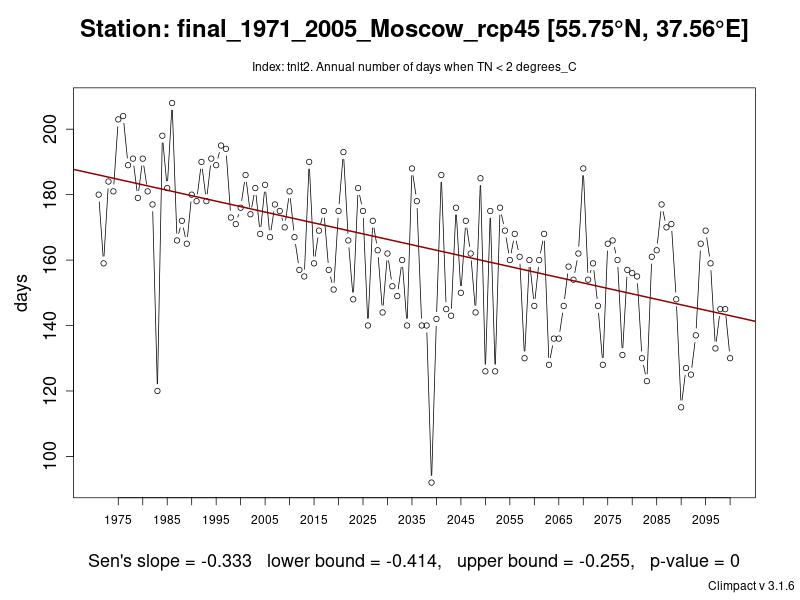 Station: final_1971_2005_Moscow_rcp45 [55.75°N, 37.56°E]
Index: tnlt2. Annual number of days when TN < 2 degrees_C
days
200
180
160
140
120
100
1975 1985 1995 2005 2015 2025 2035 2045 2055 2065 2075 2085 2095
Sen's slope = -0.333 lower bound = -0.414, upper bound = -0.255, p-value = 0
Climpact v 3.1.6